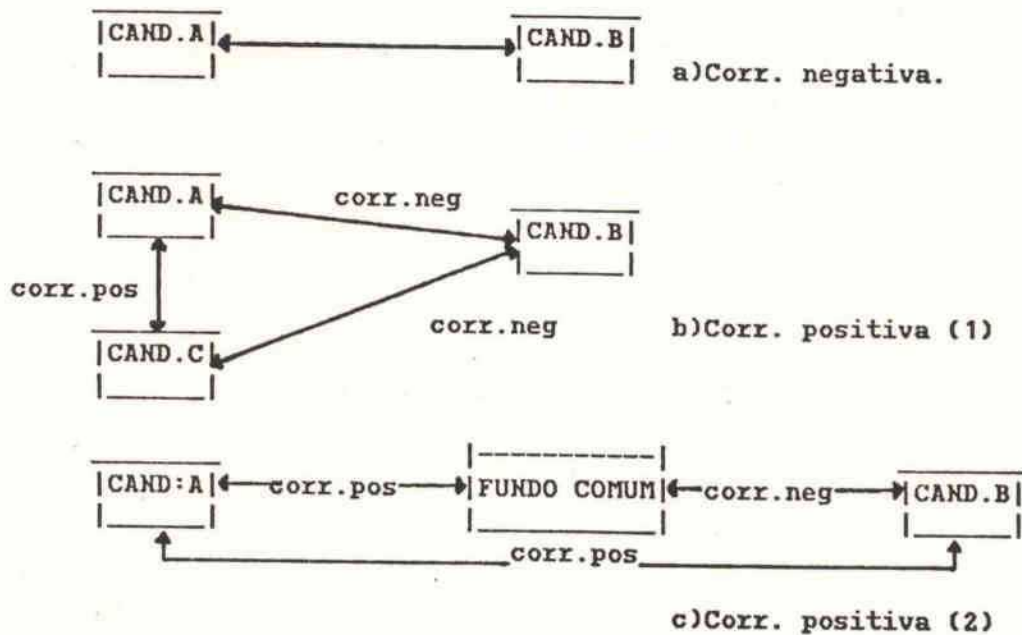 CAND.A CAND.B
a)Corr. negativa.
CAND.A corr.neg CAND.B
corr.pos
corr.neg b)Corr. positiva (1)
CAND.C
CAND:A corr.pos FUNDO COMUM corr.neg CAND.B
corr.pos
c)Corr. positiva (2)